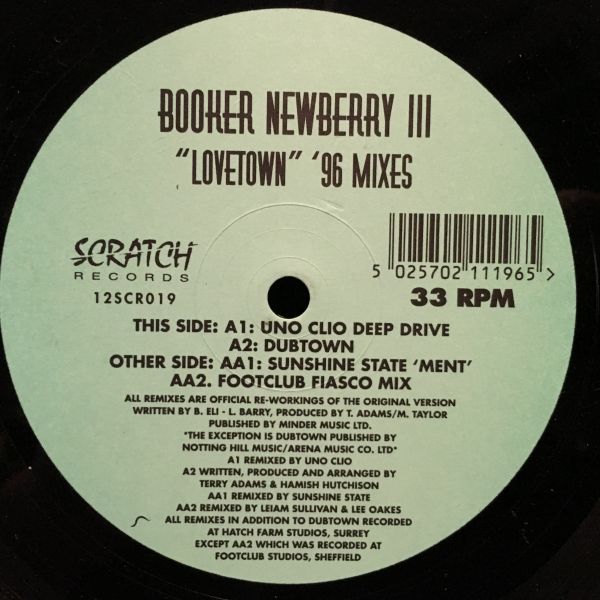 BOOKER NEWBERRY III
"LOVETOWN" '96 MIXES
SCRATCH
RECORDS
12SCR019
5 025702 111965 >
33 RPM
THIS SIDE: A1: UNO CLIO DEEP DRIVE
A2: DUBTOWN
OTHER SIDE: AA1: SUNSHINE STATE 'MENT'
AA2. FOOTCLUB FIASCO MIX
ALL REMIXES ARE OFFICIAL RE-WORKINGS OF THE ORIGINAL VERSION
WRITTEN BY B. ELI - L. BARRY, PRODUCED BY T. ADAMS/M. TAYLOR
PUBLISHED BY MINDER MUSIC LTD.
*THE EXCEPTION IS DUBTOWN PUBLISHED BY
NOTTING HILL MUSIC/ARENA MUSIC CO. LTD*
A1 REMIXED BY UNO CLIO
A2 WRITTEN, PRODUCED AND ARRANGED BY
TERRY ADAMS & HAMISH HUTCHISON
AA1 REMIXED BY SUNSHINE STATE
AA2 REMIXED BY LEIAM SULLIVAN & LEE OAKES
ALL REMIXES IN ADDITION TO DUBTOWN RECORDED
AT HATCH FARM STUDIOS, SURREY
EXCEPT AA2 WHICH WAS RECORDED AT
FOOTCLUB STUDIOS, SHEFFIELD